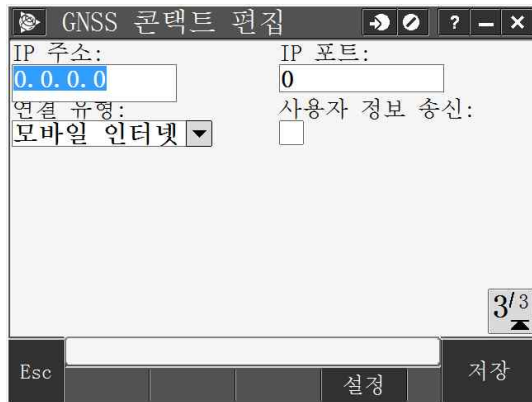 GNSS 콘택트 편집
? – ×
IP 주소:
IP 포트:
0.0.0.0
0
연결 유형:
사용자 정보 송신:
모바일 인터넷
3/3
Esc
설정
저장